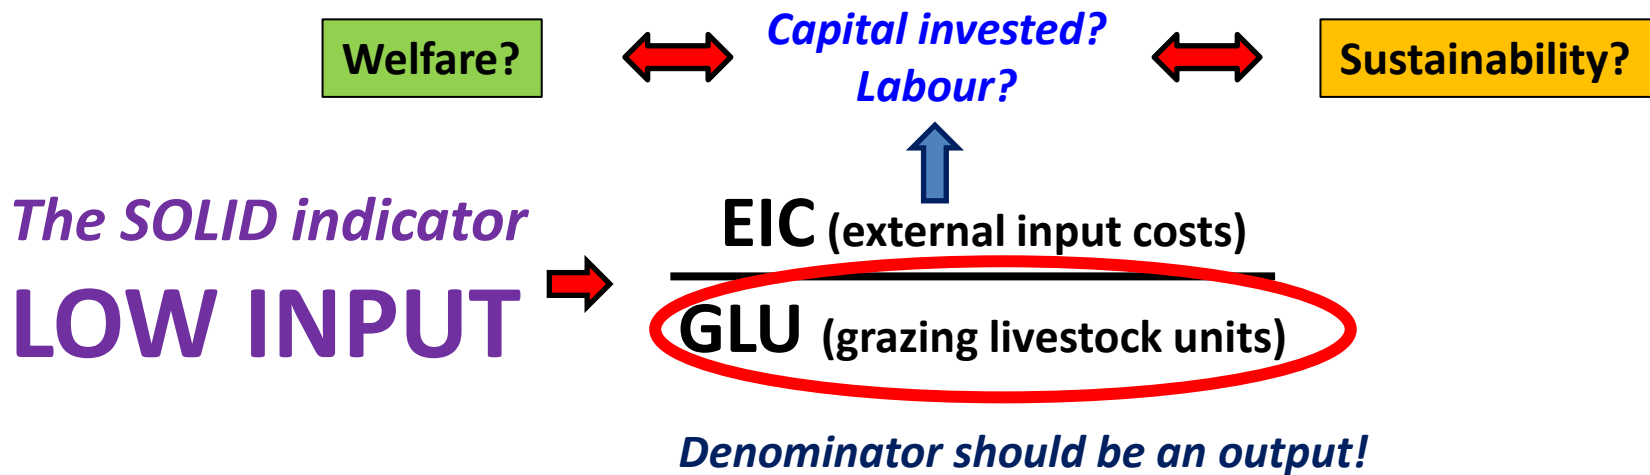 Welfare?
Capital invested?
Labour?
Sustainability?
The SOLID indicator
LOW INPUT
EIC (external input costs)
GLU (grazing livestock units)
Denominator should be an output!